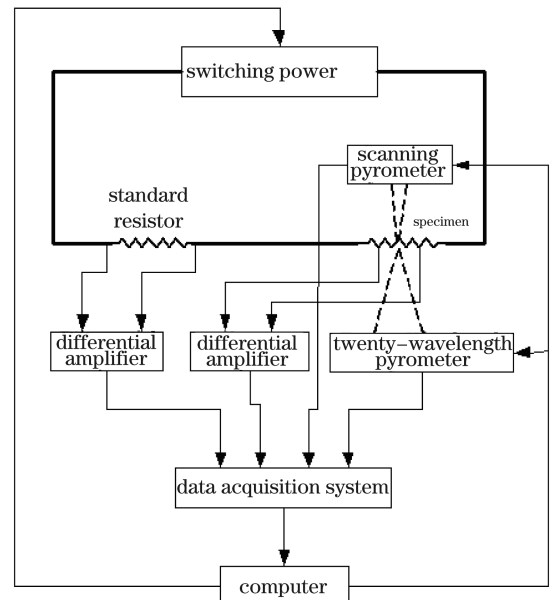 switching power
scanning
pyrometer
standard
resistor
specimen
differential
amplifier
differential
amplifier
twenty–wavelength
pyrometer
data acquisition system
computer